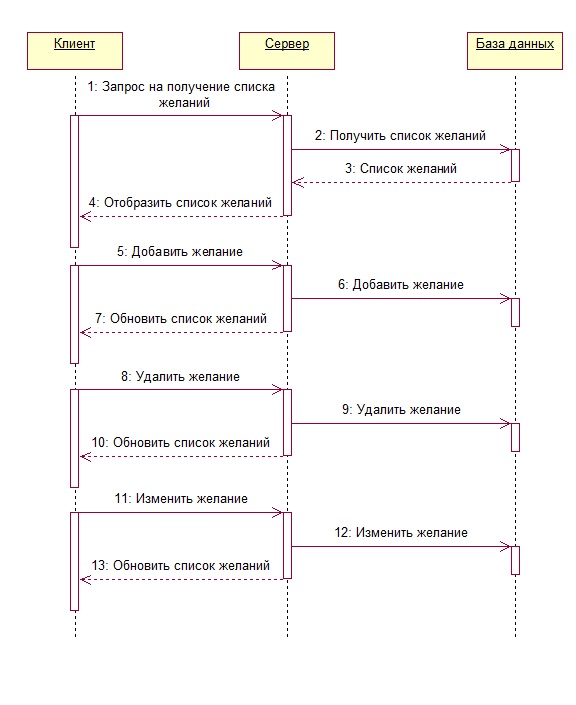 Клиент
Сервер
База данных
1: Запрос на получение списка
желаний
2: Получить список желаний
3: Список желаний
4: Отобразить список желаний
5: Добавить желание
6: Добавить желание
7: Обновить список желаний
8: Удалить желание
9: Удалить желание
10: Обновить список желаний
11: Изменить желание
12: Изменить желание
13: Обновить список желаний